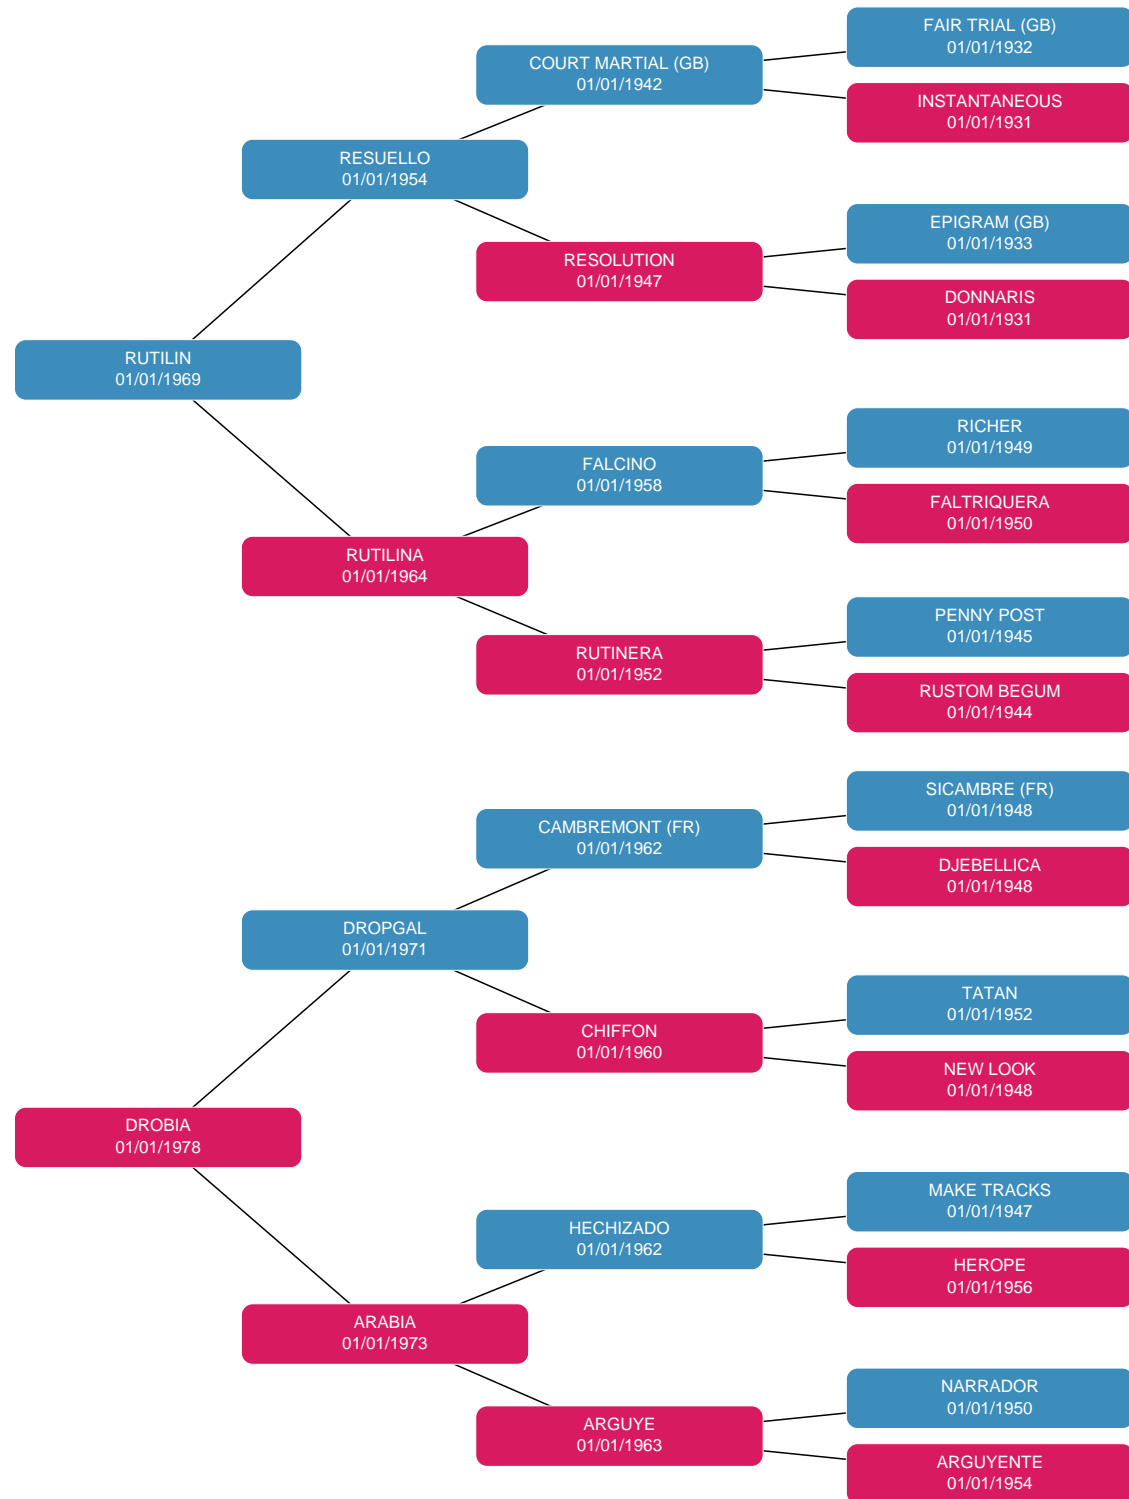 FAIR TRIAL (GB)
01/01/1932
COURT MARTIAL (GB)
01/01/1942
INSTANTANEOUS
01/01/1931
RESUELLO
01/01/1954
EPIGRAM (GB)
01/01/1933
RESOLUTION
01/01/1947
DONNARIS
01/01/1931
RUTILIN
01/01/1969
RICHER
01/01/1949
FALCINO
01/01/1958
FALTRIQUERA
01/01/1950
RUTILINA
01/01/1964
PENNY POST
01/01/1945
RUTINERA
01/01/1952
RUSTOM BEGUM
01/01/1944
SICAMBRE (FR)
01/01/1948
CAMBREMONT (FR)
01/01/1962
DJEBELLICA
01/01/1948
DROPGAL
01/01/1971
TATAN
01/01/1952
CHIFFON
01/01/1960
NEW LOOK
01/01/1948
DROBIA
01/01/1978
MAKE TRACKS
01/01/1947
HECHIZADO
01/01/1962
HEROPE
01/01/1956
ARABIA
01/01/1973
NARRADOR
01/01/1950
ARGUYE
01/01/1963
ARGUYENTE
01/01/1954